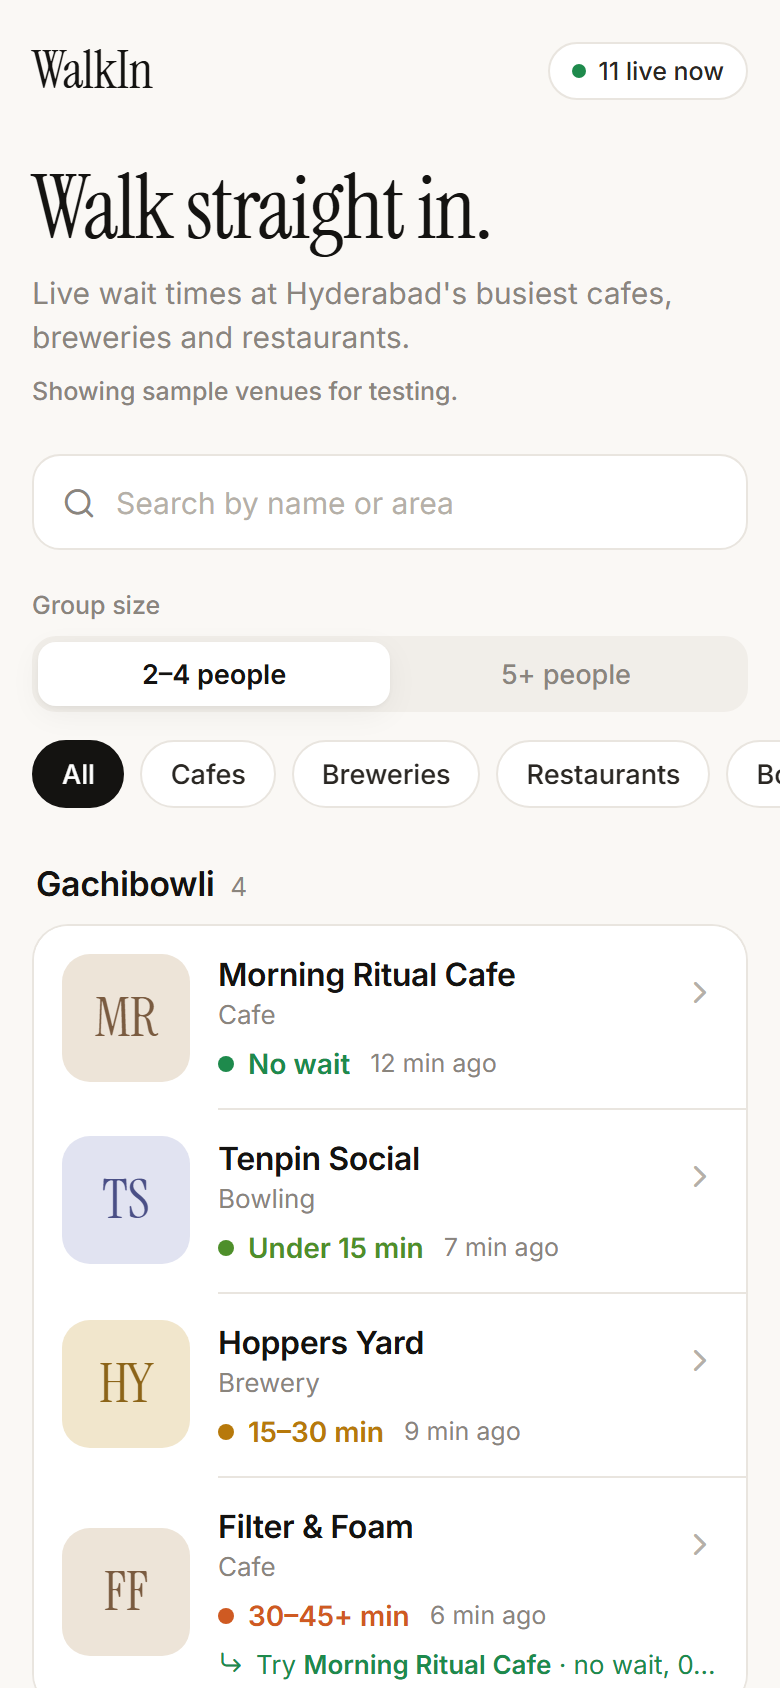 WalkIn
11 live now
Walk straight in.
Live wait times at Hyderabad's busiest cafes,
breweries and restaurants.
Showing sample venues for testing.
Search by name or area
Group size
2–4 people
5+ people
All
Cafes
Breweries
Restaurants
Bo
Gachibowli 4
MR
Morning Ritual Cafe
Cafe
No wait 12 min ago
TS
Tenpin Social
Bowling
Under 15 min 7 min ago
HY
Hoppers Yard
Brewery
15–30 min 9 min ago
FF
Filter & Foam
Cafe
30–45+ min 6 min ago
Try Morning Ritual Cafe · no wait, 0...